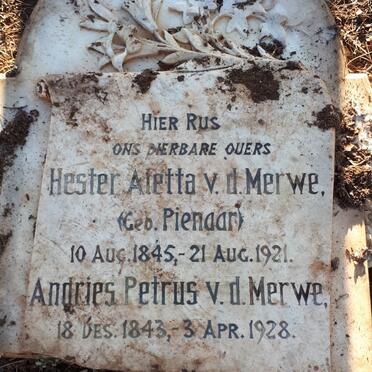 Hier Rus
ons dierbare ouers
Hester Aletta v.d. Merwe,
(Geb. Pienaar)
10 Aug. 1845,- 21 Aug. 1921.
Andries Petrus v.d. Merwe,
18 Des. 1843,- 3 Apr. 1928.